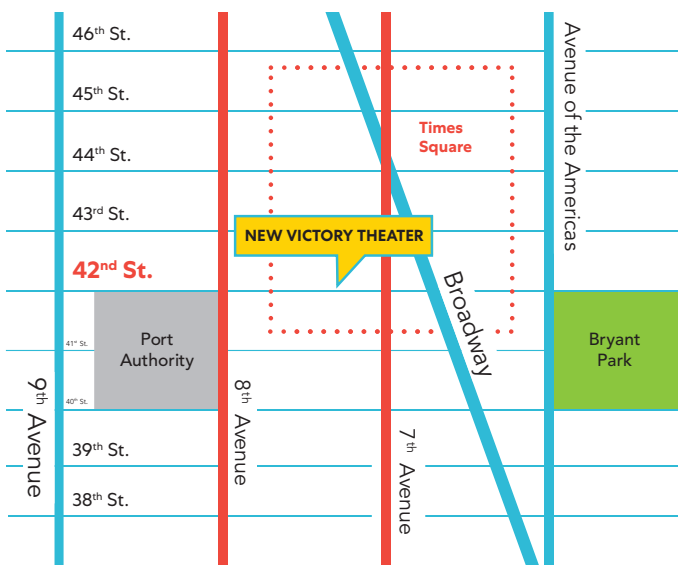 46th St.
45th St.
Times
Square
44th St.
Avenue of the Americas
43rd St.
NEW VICTORY THEATER
42nd St.
Broadway
41st St.
Port
Authority
Bryant
Park
40th St.
9th Avenue
8th Avenue
7th Avenue
39th St.
38th St.